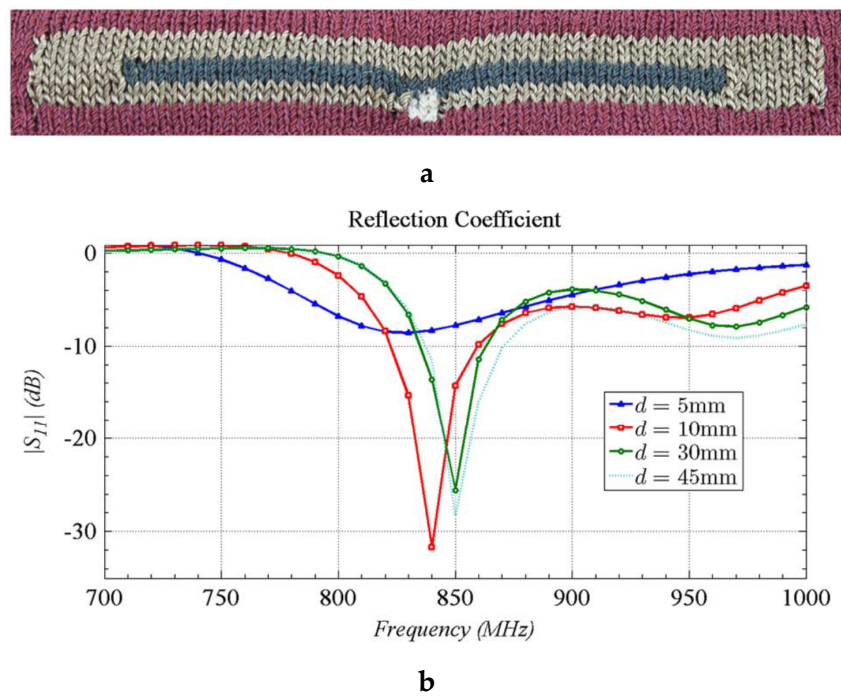 a
Reflection Coefficient
0
-10
-20
-30
|S11| (dB)
d = 5mm
d = 10mm
d = 30mm
d = 45mm
700 750 800 850 900 950 1000
Frequency (MHz)
b